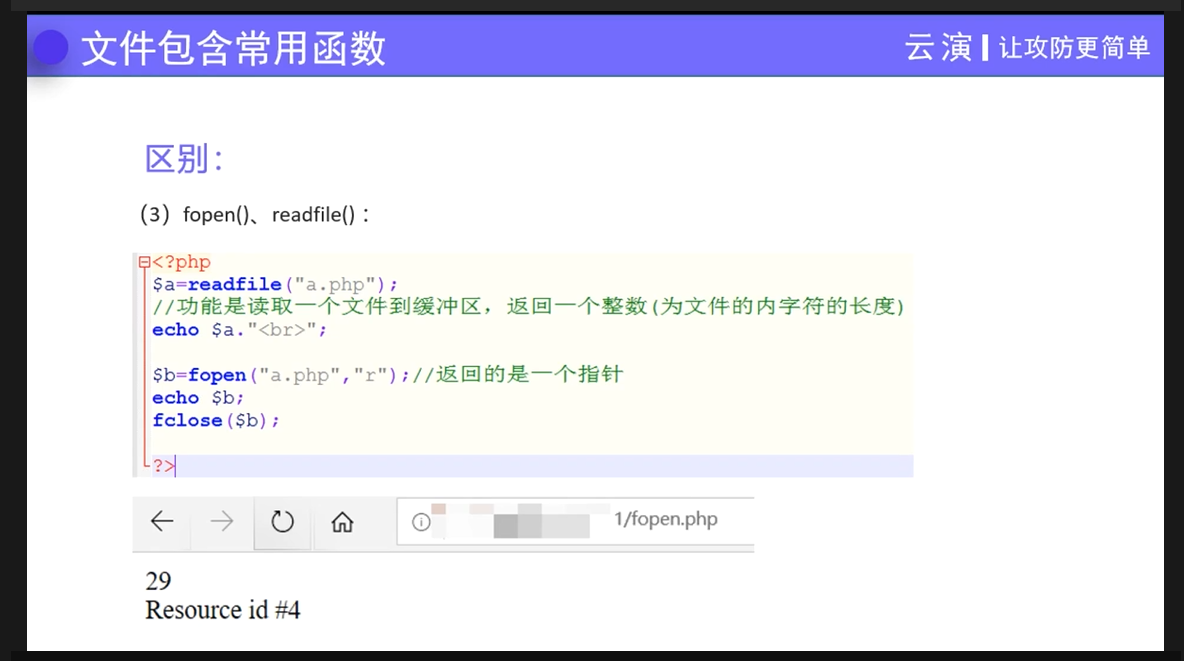 文件包含常用函数
云演 | 让攻防更简单
区别：
（3）fopen()、readfile()：
<?php
$a=readfile("a.php");
//功能是读取一个文件到缓冲区，返回一个整数(为文件的内字符的长度)
echo $a."<br>";
$b=fopen("a.php","r");//返回的是一个指针
echo $b;
fclose($b);
?>
1/fopen.php
29
Resource id #4